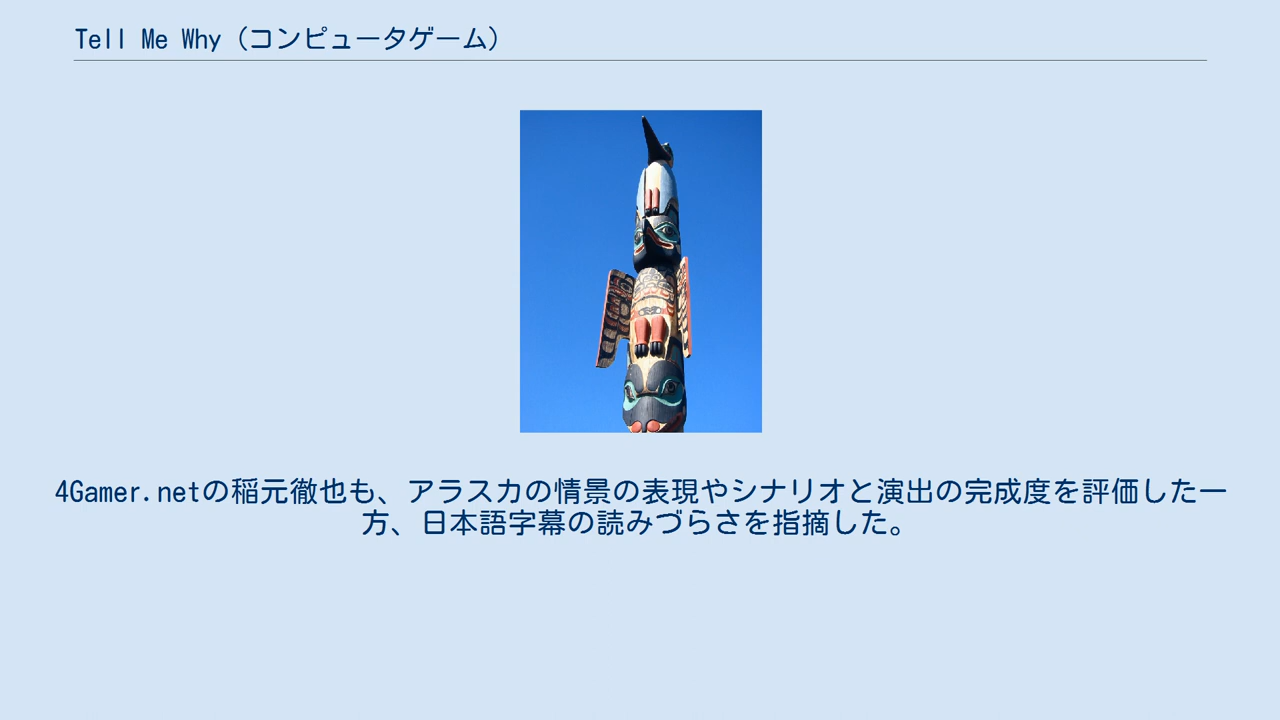 Tell Me Why（コンピュータゲーム）
4Gamer.netの稲元徹也も、アラスカの情景の表現やシナリオと演出の完成度を評価した一
方、日本語字幕の読みづらさを指摘した。